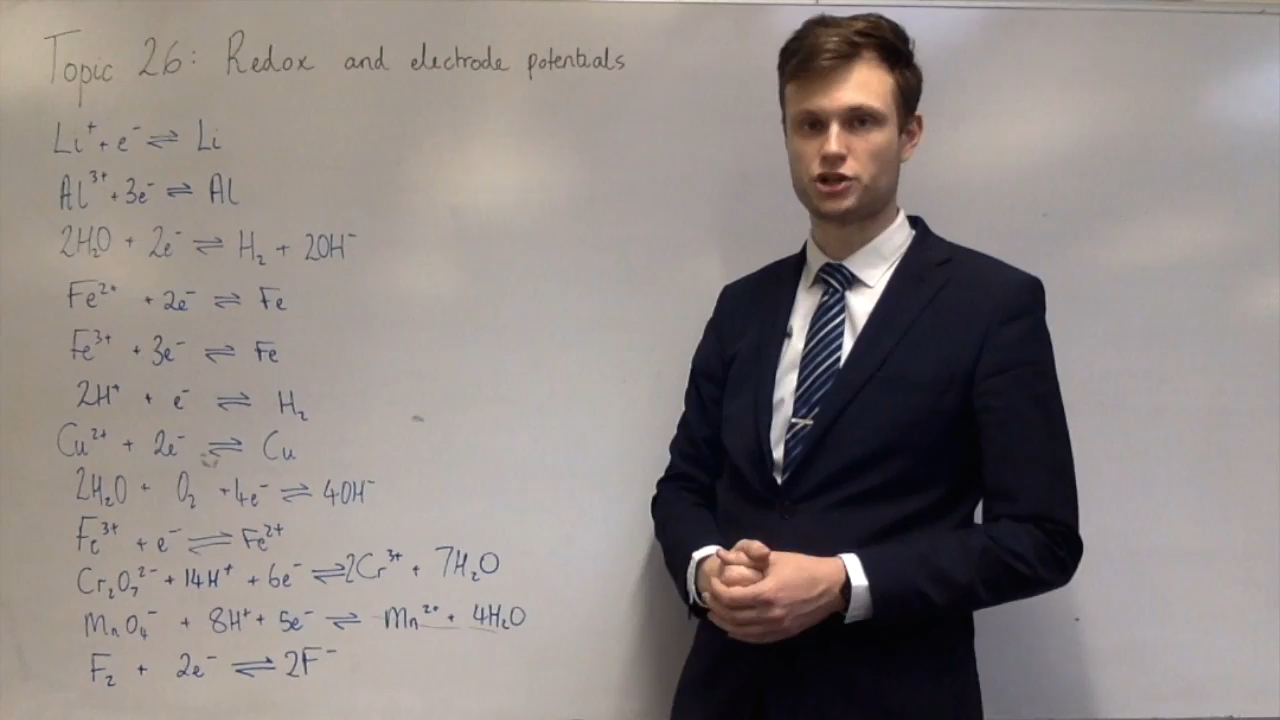 Topic 26: Redox and electrode potentials
Li⁺ + e⁻ ⇌ Li
Al³⁺ + 3e⁻ ⇌ Al
2H₂O + 2e⁻ ⇌ H₂ + 2OH⁻
Fe²⁺ + 2e⁻ ⇌ Fe
Fe³⁺ + 3e⁻ ⇌ Fe
2H⁺ + e⁻ ⇌ H₂
Cu²⁺ + 2e⁻ ⇌ Cu
2H₂O + O₂ + 4e⁻ ⇌ 4OH⁻
Fe³⁺ + e⁻ ⇌ Fe²⁺
Cr₂O₇²⁻ + 14H⁺ + 6e⁻ ⇌ 2Cr³⁺ + 7H₂O
MnO₄⁻ + 8H⁺ + 5e⁻ ⇌ Mn²⁺ + 4H₂O
F₂ + 2e⁻ ⇌ 2F⁻